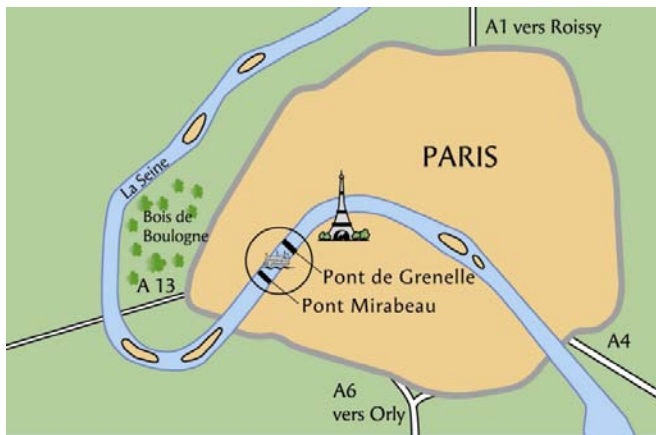 A1 vers Roissy
PARIS
La Seine
Bois de
Boulogne
Pont de Grenelle
A 13
Pont Mirabeau
A4
A6
vers Orly